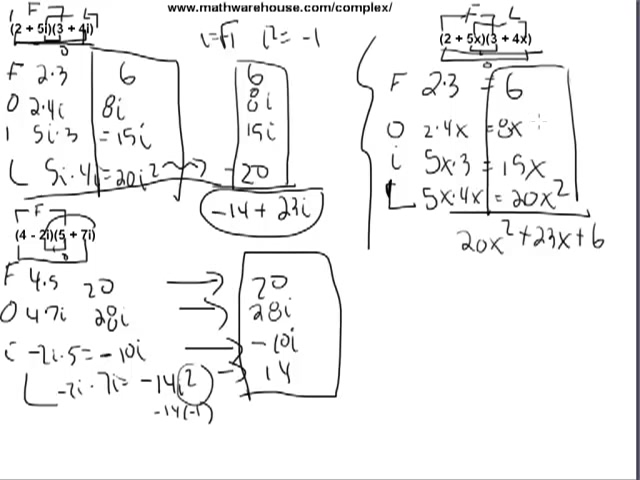 www.mathwarehouse.com/complex/
F L
(2 + 5i)(3 + 4i)
O
i=√-1 i²= -1
F 2·3 6 6
O 2·4i 8i 8i
I 5i·3 =15i 15i
L 5i·4i =20i² -20
-14 + 23i
F
(4 - 2i)(5 + 7i)
O
F 4·5 20 20
O 4·7i 28i 28i
i -2i·5 = -10i -10i
L -2i·7i = -14i² 14
-14(-1)
F L
(2 + 5x)(3 + 4x)
O
F 2·3 = 6
O 2·4x =8x
i 5x·3 =15x
L 5x·4x =20x²
20x²+23x+6